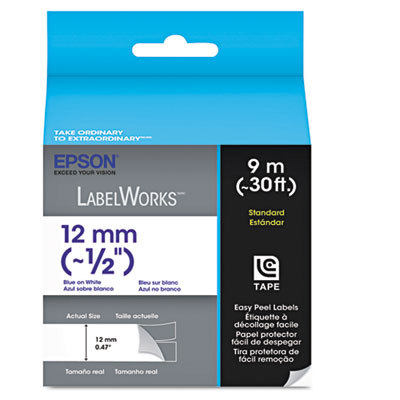 TAKE ORDINARY
TO EXTRAORDINARY
EPSON
EXCEED YOUR VISION
LABELWORKS
12 mm
(~1/2")
Blue on White
Azul sobre blanco
Bleu sur blanc
Azul no branco
Actual Size
Taille actuelle
12 mm
0.47"
Tamaño real
Tamanho real
9 m
(~30ft.)
Standard
Estándar
LC
TAPE
Easy Peel Labels
Étiquette à
décollage facile
Papel protector
fácil de despegar
Tira protetora de
fácil remoção